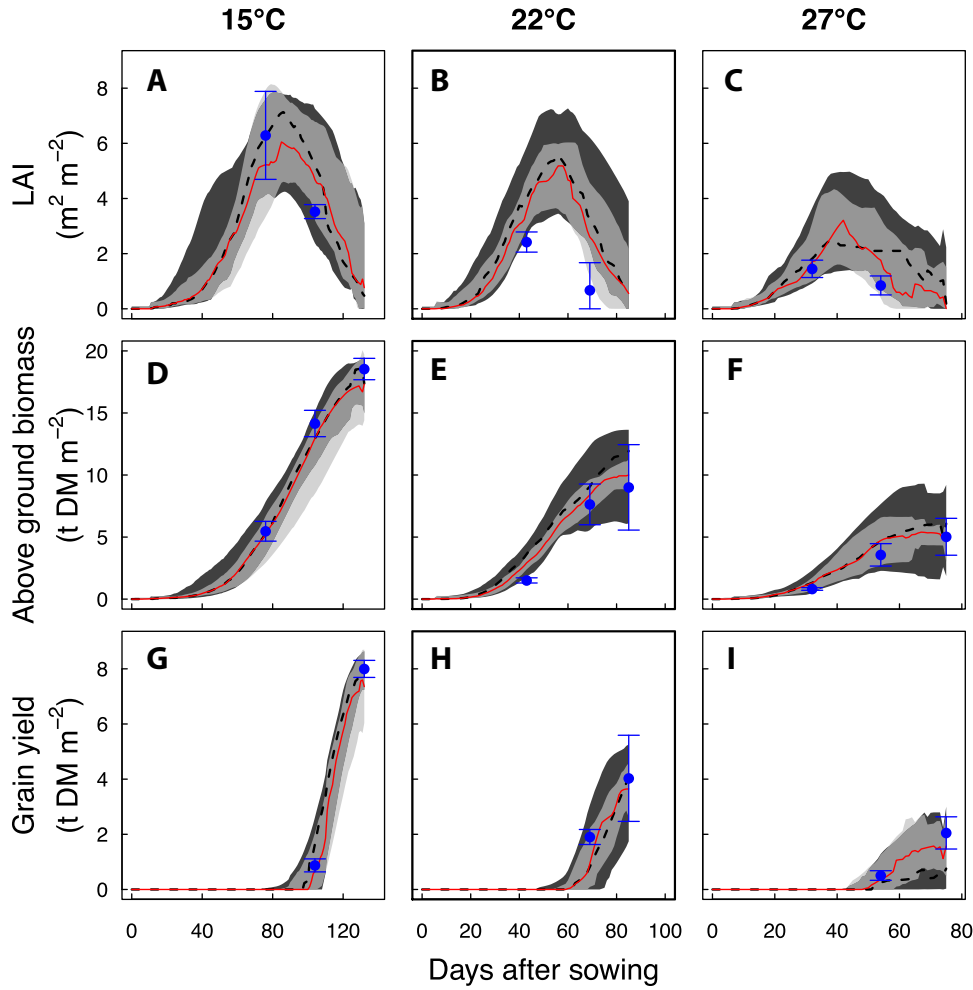 15°C 22°C 27°C
A B C
LAI
(m² m⁻²)
8
6
4
2
0
D E F
Above ground biomass
(t DM m⁻²)
20
15
10
5
0
G H I
Grain yield
(t DM m⁻²)
8
6
4
2
0
0 40 80 120 0 20 40 60 80 100 0 20 40 60 80
Days after sowing